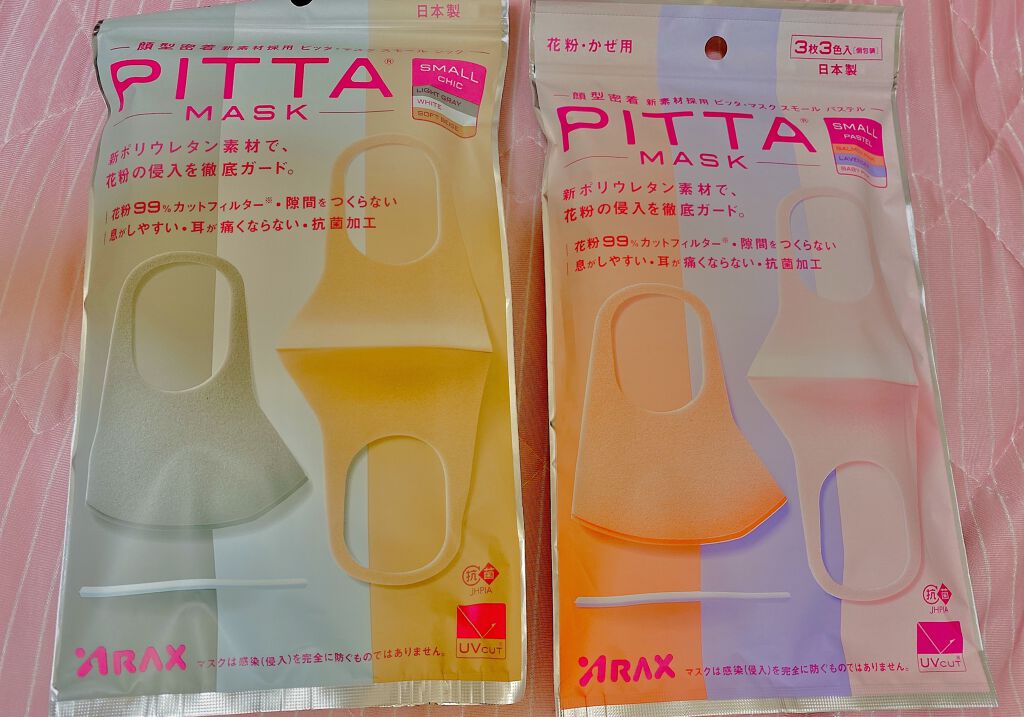 日本製
顔型密着 新素材採用 ピッタ・マスク スモール シック
PITTA®
MASK
SMALL
CHIC
LIGHT GRAY
WHITE
SOFT BEIGE
新ポリウレタン素材で、
花粉の侵入を徹底ガード。
花粉99%カットフィルター※・隙間をつくらない
息がしやすい・耳が痛くならない・抗菌加工
抗菌
JHPIA
UV CUT
ARAX
マスクは感染(侵入)を完全に防ぐものではありません。
花粉・かぜ用
3枚3色入[個包装]
日本製
顔型密着 新素材採用 ピッタ・マスク スモール パステル
PITTA®
MASK
SMALL
PASTEL
新ポリウレタン素材で、
花粉の侵入を徹底ガード。
花粉99%カットフィルター※・隙間をつくらない
息がしやすい・耳が痛くならない・抗菌加工
抗菌
JHPIA
UV CUT
ARAX
マスクは感染(侵入)を完全に防ぐものではありません。